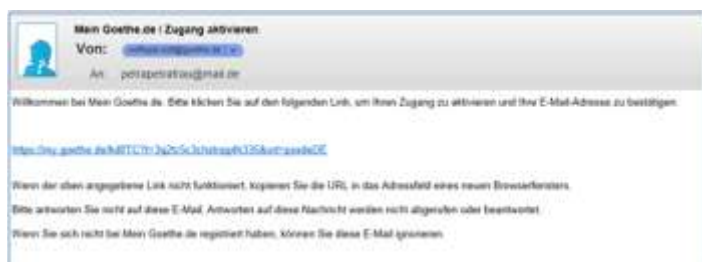 Mein Goethe.de | Zugang aktivieren
Von:
An:
Willkommen bei Mein Goethe.de. Bitte klicken Sie auf den folgenden Link, um Ihren Zugang zu aktivieren und Ihre E-Mail-Adresse zu bestätigen.
Wenn der oben angegebene Link nicht funktioniert, kopieren Sie die URL in das Adressfeld eines neuen Browserfensters.
Bitte antworten Sie nicht auf diese E-Mail. Antworten auf diese Nachricht werden nicht abgerufen oder beantwortet.
Wenn Sie sich nicht bei Mein Goethe.de registriert haben, können Sie diese E-Mail ignorieren.